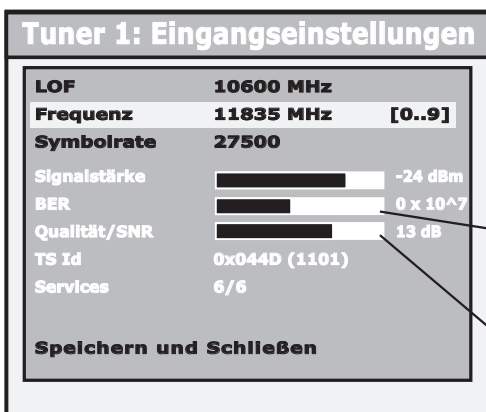 Tuner 1: Eingangseinstellungen
LOF 10600 MHz
Frequenz 11835 MHz [0..9]
Symbolrate 27500
Signalstärke -24 dBm
BER 0 x 10^7
Qualität/SNR 13 dB
TS Id 0x044D (1101)
Services 6/6
Speichern und Schließen